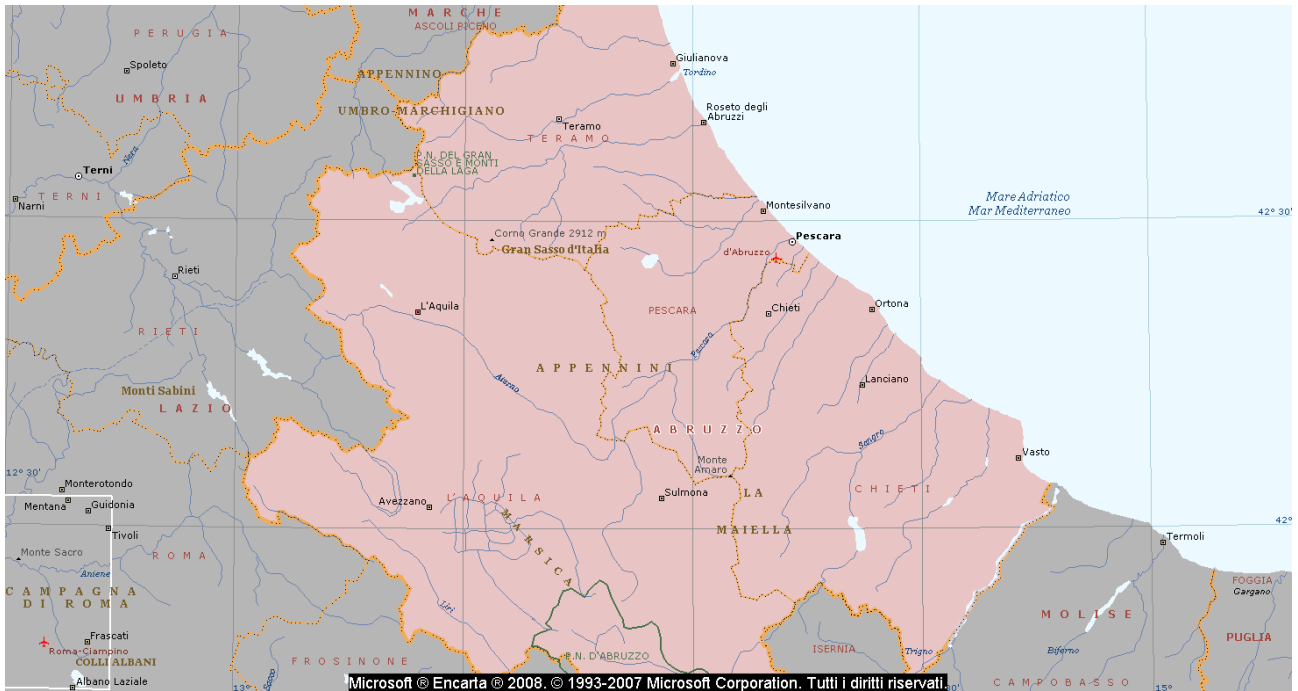 MARCHE
ASCOLI PICENO
PERUGIA
Spoleto
UMBRIA
APPENNINO
UMBRO-MARCHIGIANO
Giulianova
Tordino
Roseto degli
Abruzzi
Teramo
TERAMO
P.N. DEL GRAN
SASSO E MONTI
DELLA LAGA
Nera
Terni
TERNI
Narni
Mare Adriatico
Mar Mediterraneo
42° 30'
Montesilvano
Corno Grande 2912 m
Gran Sasso d'Italia
Pescara
d'Abruzzo
Rieti
L'Aquila
PESCARA
Chieti
Ortona
RIETI
Pescara
APPENNINI
Aterno
Monti Sabini
LAZIO
Lanciano
ABRUZZO
Sangro
Monte
Amaro
Vasto
12° 30'
Monterotondo
Mentana
Guidonia
Tivoli
Avezzano
L'AQUILA
Sulmona
LA
MAIELLA
CHIETI
MARSICA
42°
Termoli
Monte Sacro
ROMA
Aniene
CAMPAGNA
DI ROMA
Liri
FOGGIA
Gargano
MOLISE
Frascati
Roma-Ciampino
COLLI ALBANI
Albano Laziale
FROSINONE
P.N. D'ABRUZZO
ISERNIA
Trigno
Biferno
PUGLIA
Sacco
13°
Microsoft ® Encarta ® 2008. © 1993-2007 Microsoft Corporation. Tutti i diritti riservati.
30'
CAMPOBASSO
15°